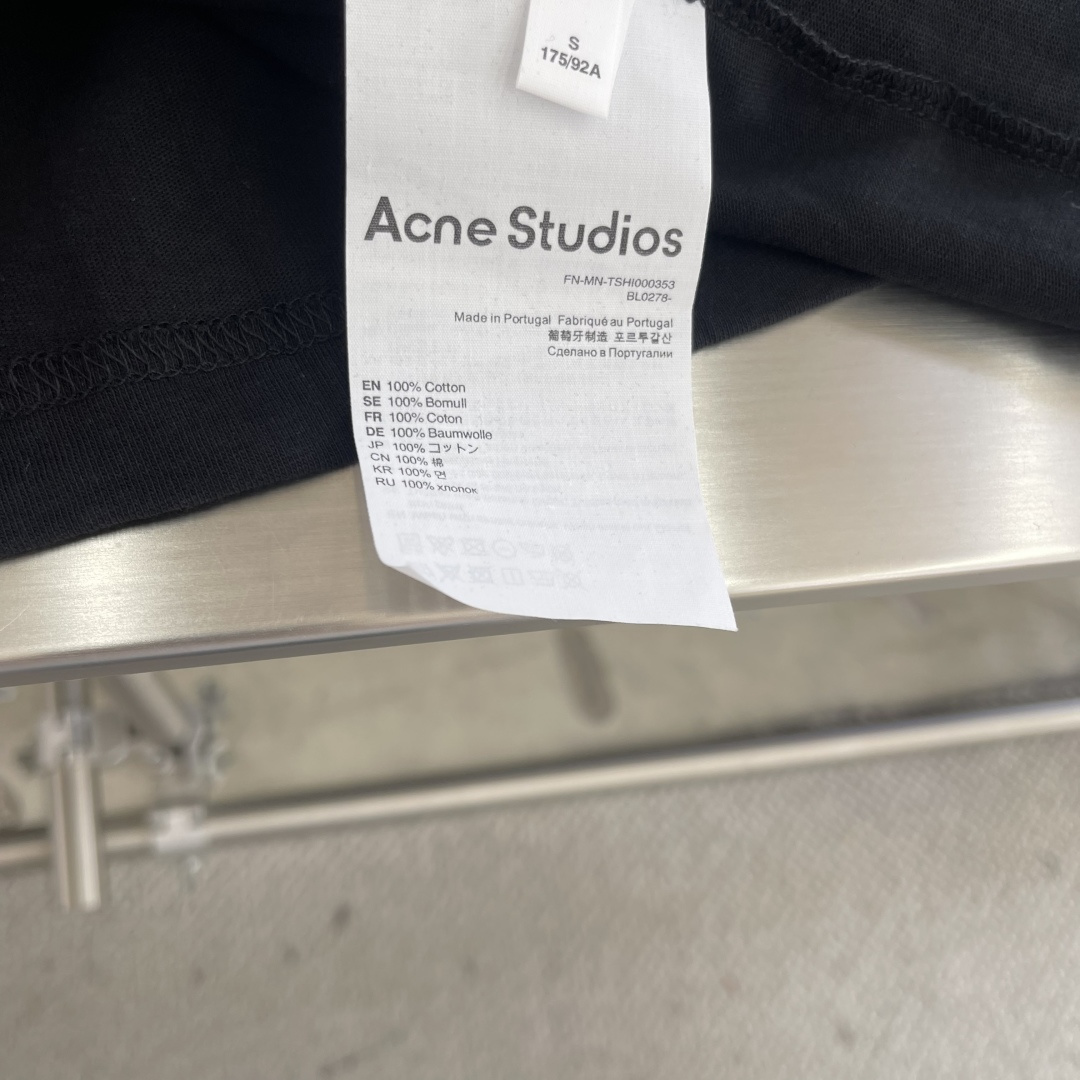 S
175/92A
Acne Studios
FN-MN-TSHI000353
BL0278-
Made in Portugal Fabriqué au Portugal
葡萄牙制造 포르투갈산
Сделано в Португалии
EN 100% Cotton
SE 100% Bomull
FR 100% Coton
DE 100% Baumwolle
JP 100% コットン
CN 100% 棉
KR 100% 면
RU 100% хлопок